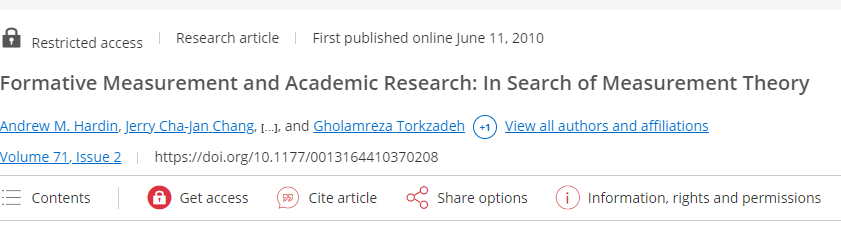 Restricted access | Research article | First published online June 11, 2010
Formative Measurement and Academic Research: In Search of Measurement Theory
Andrew M. Hardin, Jerry Cha-Jan Chang, [...], and Gholamreza Torkzadeh +1 View all authors and affiliations
Volume 71, Issue 2 | https://doi.org/10.1177/0013164410370208
Contents | Get access Cite article Share options Information, rights and permissions